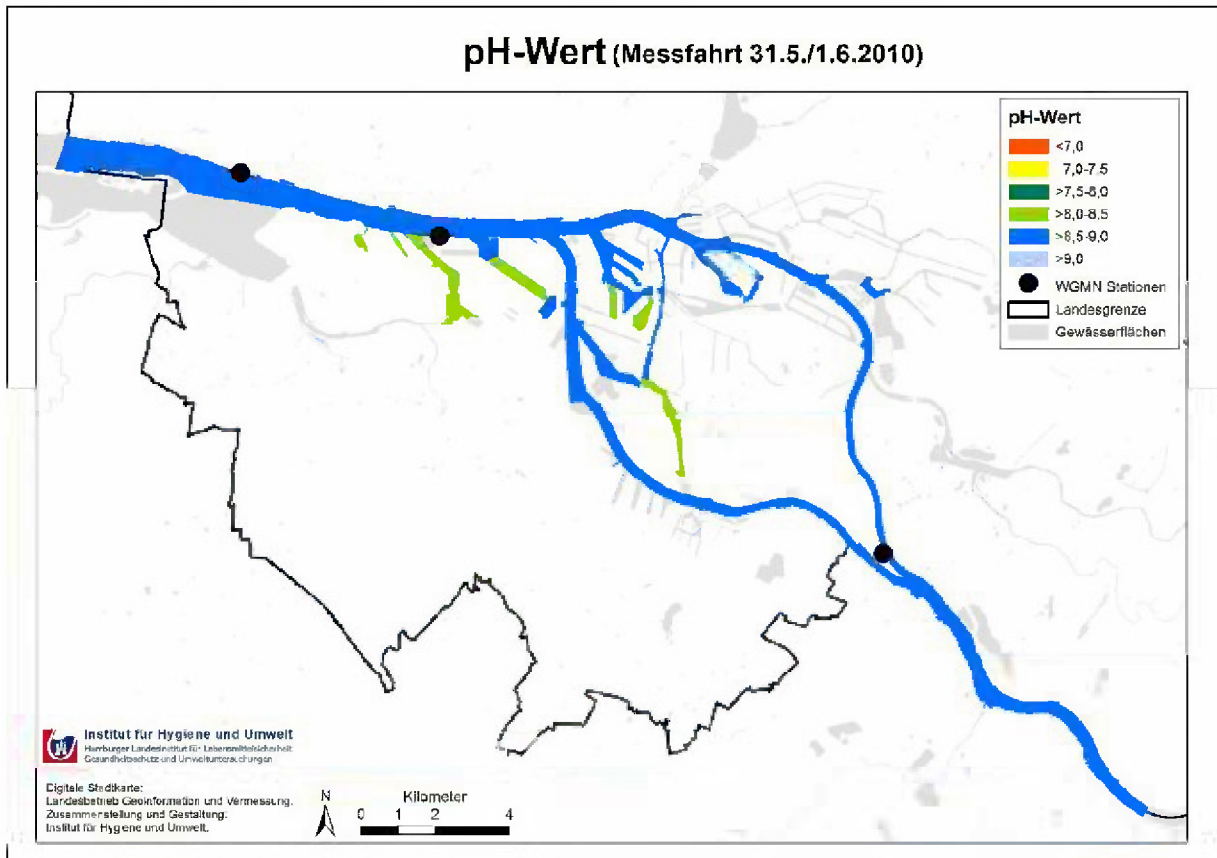 pH-Wert (Messfahrt 31.5./1.6.2010)
pH-Wert
<7,0
7,0-7,5
>7,5-8,0
>8,0-8,5
>8,5-9,0
>9,0
WGMN Stationen
Landesgrenze
Gewässerflächen
Institut für Hygiene und Umwelt
Hamburger Landesinstitut für Lebensmittelsicherheit
Gesundheitsschutz und Umweltuntersuchungen
Digitale Stadtkarte:
Landesbetrieb Geoinformation und Vermessung.
Zusammenstellung und Gestaltung:
Institut für Hygiene und Umwelt.
N
Kilometer
0 1 2 4